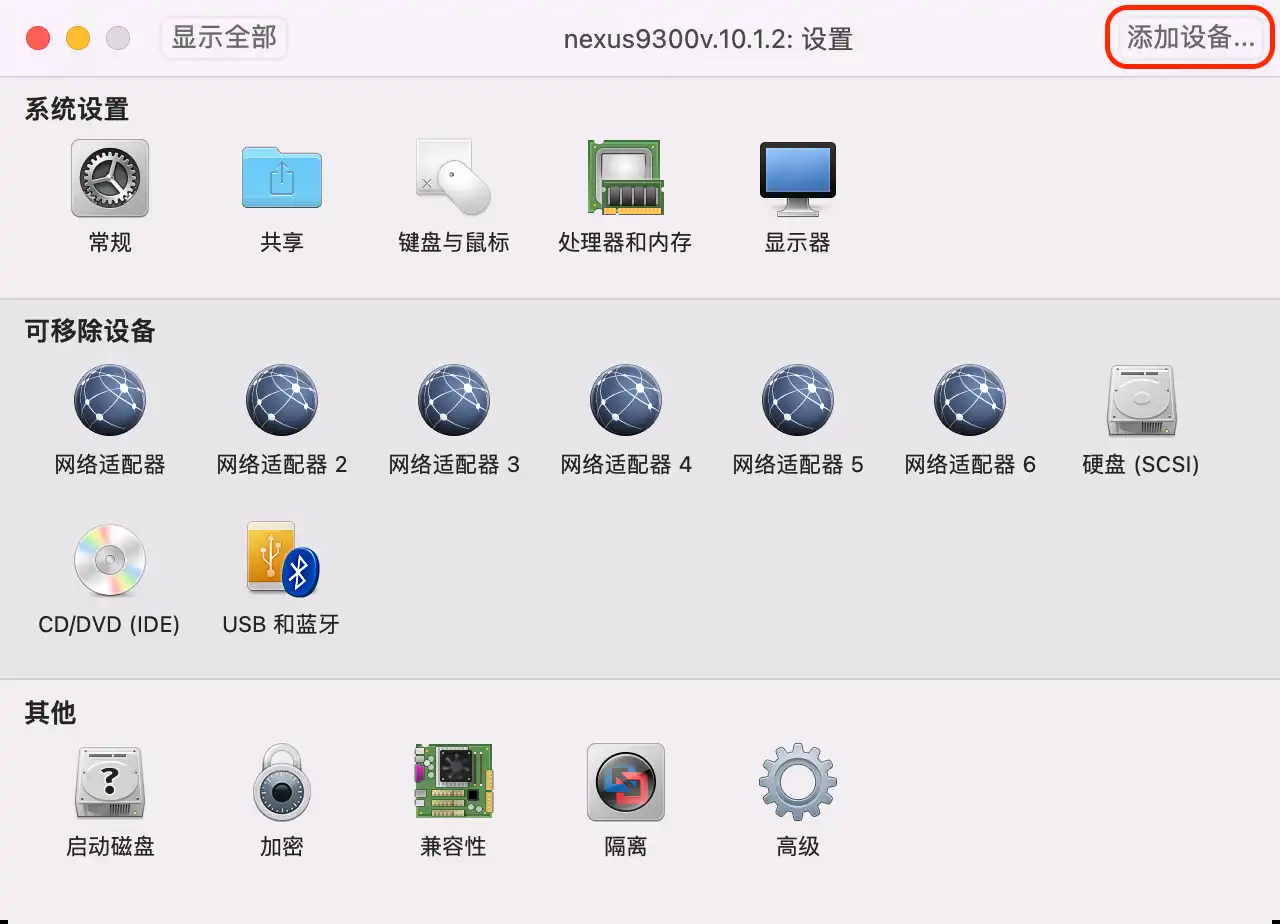 显示全部
nexus9300v.10.1.2: 设置
添加设备...
系统设置
常规
共享
键盘与鼠标
处理器和内存
显示器
可移除设备
网络适配器
网络适配器 2
网络适配器 3
网络适配器 4
网络适配器 5
网络适配器 6
硬盘 (SCSI)
CD/DVD (IDE)
USB 和蓝牙
其他
启动磁盘
加密
兼容性
隔离
高级